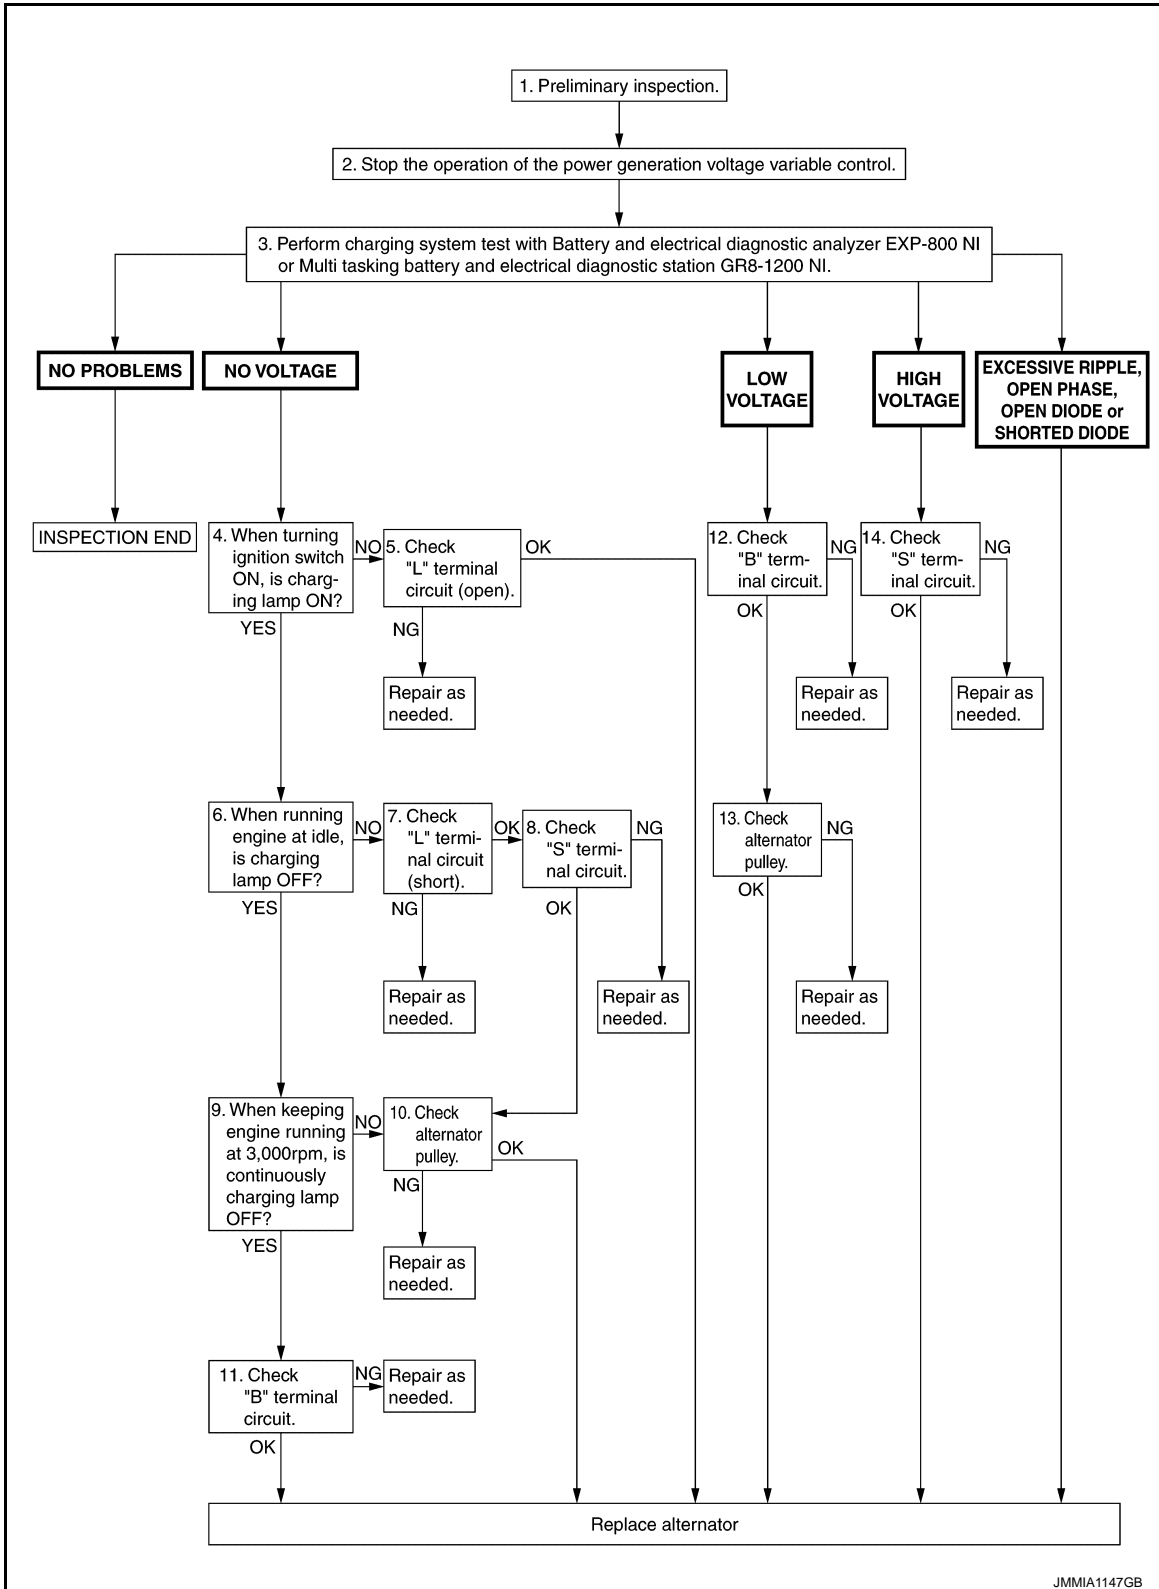 1. Preliminary inspection.
2. Stop the operation of the power generation voltage variable control.
3. Perform charging system test with Battery and electrical diagnostic analyzer EXP-800 NI
or Multi tasking battery and electrical diagnostic station GR8-1200 NI.
NO PROBLEMS
NO VOLTAGE
LOW
VOLTAGE
HIGH
VOLTAGE
EXCESSIVE RIPPLE,
OPEN PHASE,
OPEN DIODE or
SHORTED DIODE
INSPECTION END
4. When turning
ignition switch
ON, is charg-
ing lamp ON?
NO
YES
5. Check
"L" terminal
circuit (open).
OK
NG
Repair as
needed.
12. Check
"B" term-
inal circuit.
NG
OK
Repair as
needed.
14. Check
"S" term-
inal circuit.
NG
OK
Repair as
needed.
6. When running
engine at idle,
is charging
lamp OFF?
NO
YES
7. Check
"L" termi-
nal circuit
(short).
OK
NG
Repair as
needed.
8. Check
"S" termi-
nal circuit.
NG
OK
Repair as
needed.
13. Check
alternator
pulley.
NG
OK
Repair as
needed.
9. When keeping
engine running
at 3,000rpm, is
continuously
charging lamp
OFF?
NO
YES
10. Check
alternator
pulley.
OK
NG
Repair as
needed.
11. Check
"B" terminal
circuit.
NG
OK
Repair as
needed.
Replace alternator
JMMIA1147GB